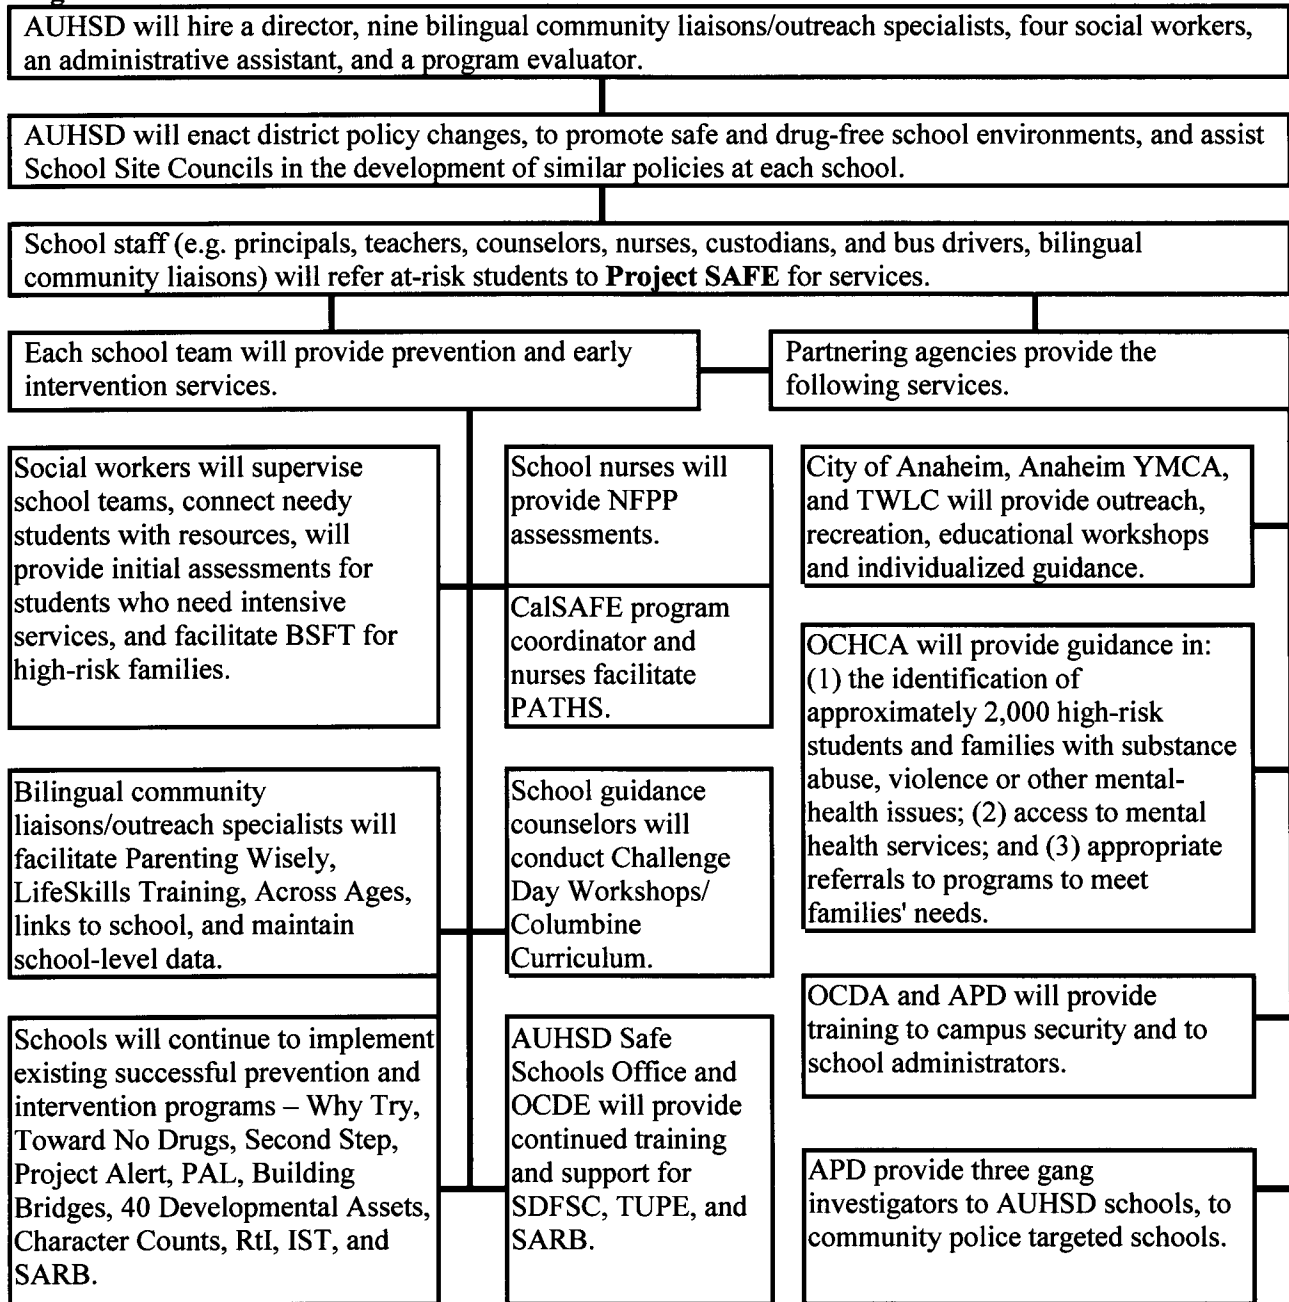 AUHSD will hire a director, nine bilingual community liaisons/outreach specialists, four social workers,
an administrative assistant, and a program evaluator.
AUHSD will enact district policy changes, to promote safe and drug-free school environments, and assist
School Site Councils in the development of similar policies at each school.
School staff (e.g. principals, teachers, counselors, nurses, custodians, and bus drivers, bilingual
community liaisons) will refer at-risk students to Project SAFE for services.
Each school team will provide prevention and early
intervention services.
Partnering agencies provide the
following services.
Social workers will supervise
school teams, connect needy
students with resources, will
provide initial assessments for
students who need intensive
services, and facilitate BSFT for
high-risk families.
School nurses will
provide NFPP
assessments.
CalSAFE program
coordinator and
nurses facilitate
PATHS.
City of Anaheim, Anaheim YMCA,
and TWLC will provide outreach,
recreation, educational workshops
and individualized guidance.
OCHCA will provide guidance in:
(1) the identification of
approximately 2,000 high-risk
students and families with substance
abuse, violence or other mental-
health issues; (2) access to mental
health services; and (3) appropriate
referrals to programs to meet
families' needs.
Bilingual community
liaisons/outreach specialists will
facilitate Parenting Wisely,
LifeSkills Training, Across Ages,
links to school, and maintain
school-level data.
School guidance
counselors will
conduct Challenge
Day Workshops/
Columbine
Curriculum.
OCDA and APD will provide
training to campus security and to
school administrators.
Schools will continue to implement
existing successful prevention and
intervention programs – Why Try,
Toward No Drugs, Second Step,
Project Alert, PAL, Building
Bridges, 40 Developmental Assets,
Character Counts, RtI, IST, and
SARB.
AUHSD Safe
Schools Office and
OCDE will provide
continued training
and support for
SDFSC, TUPE, and
SARB.
APD provide three gang
investigators to AUHSD schools, to
community police targeted schools.